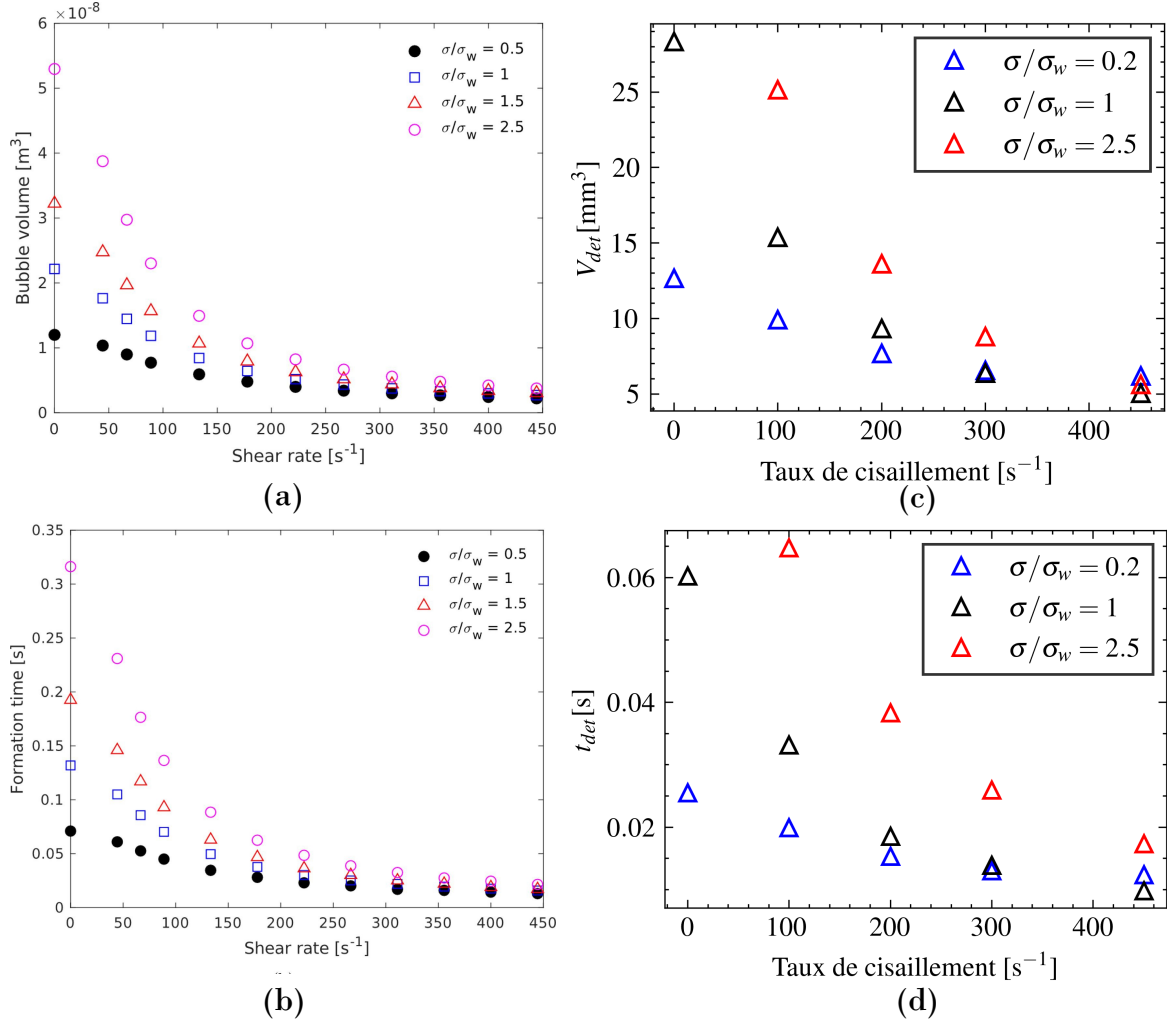 ×10⁻⁸
6
5
4
3
2
1
0
Bubble volume [m³]
σ/σw = 0.5
σ/σw = 1
σ/σw = 1.5
σ/σw = 2.5
0 50 100 150 200 250 300 350 400 450
Shear rate [s⁻¹]
(a)
25
20
15
10
5
V_det[mm³]
σ/σw = 0.2
σ/σw = 1
σ/σw = 2.5
0 100 200 300 400
Taux de cisaillement [s⁻¹]
(c)
0.35
0.3
0.25
0.2
0.15
0.1
0.05
0
Formation time [s]
σ/σw = 0.5
σ/σw = 1
σ/σw = 1.5
σ/σw = 2.5
0 50 100 150 200 250 300 350 400 450
Shear rate [s⁻¹]
(b)
0.06
0.04
0.02
t_det[s]
σ/σw = 0.2
σ/σw = 1
σ/σw = 2.5
0 100 200 300 400
Taux de cisaillement [s⁻¹]
(d)